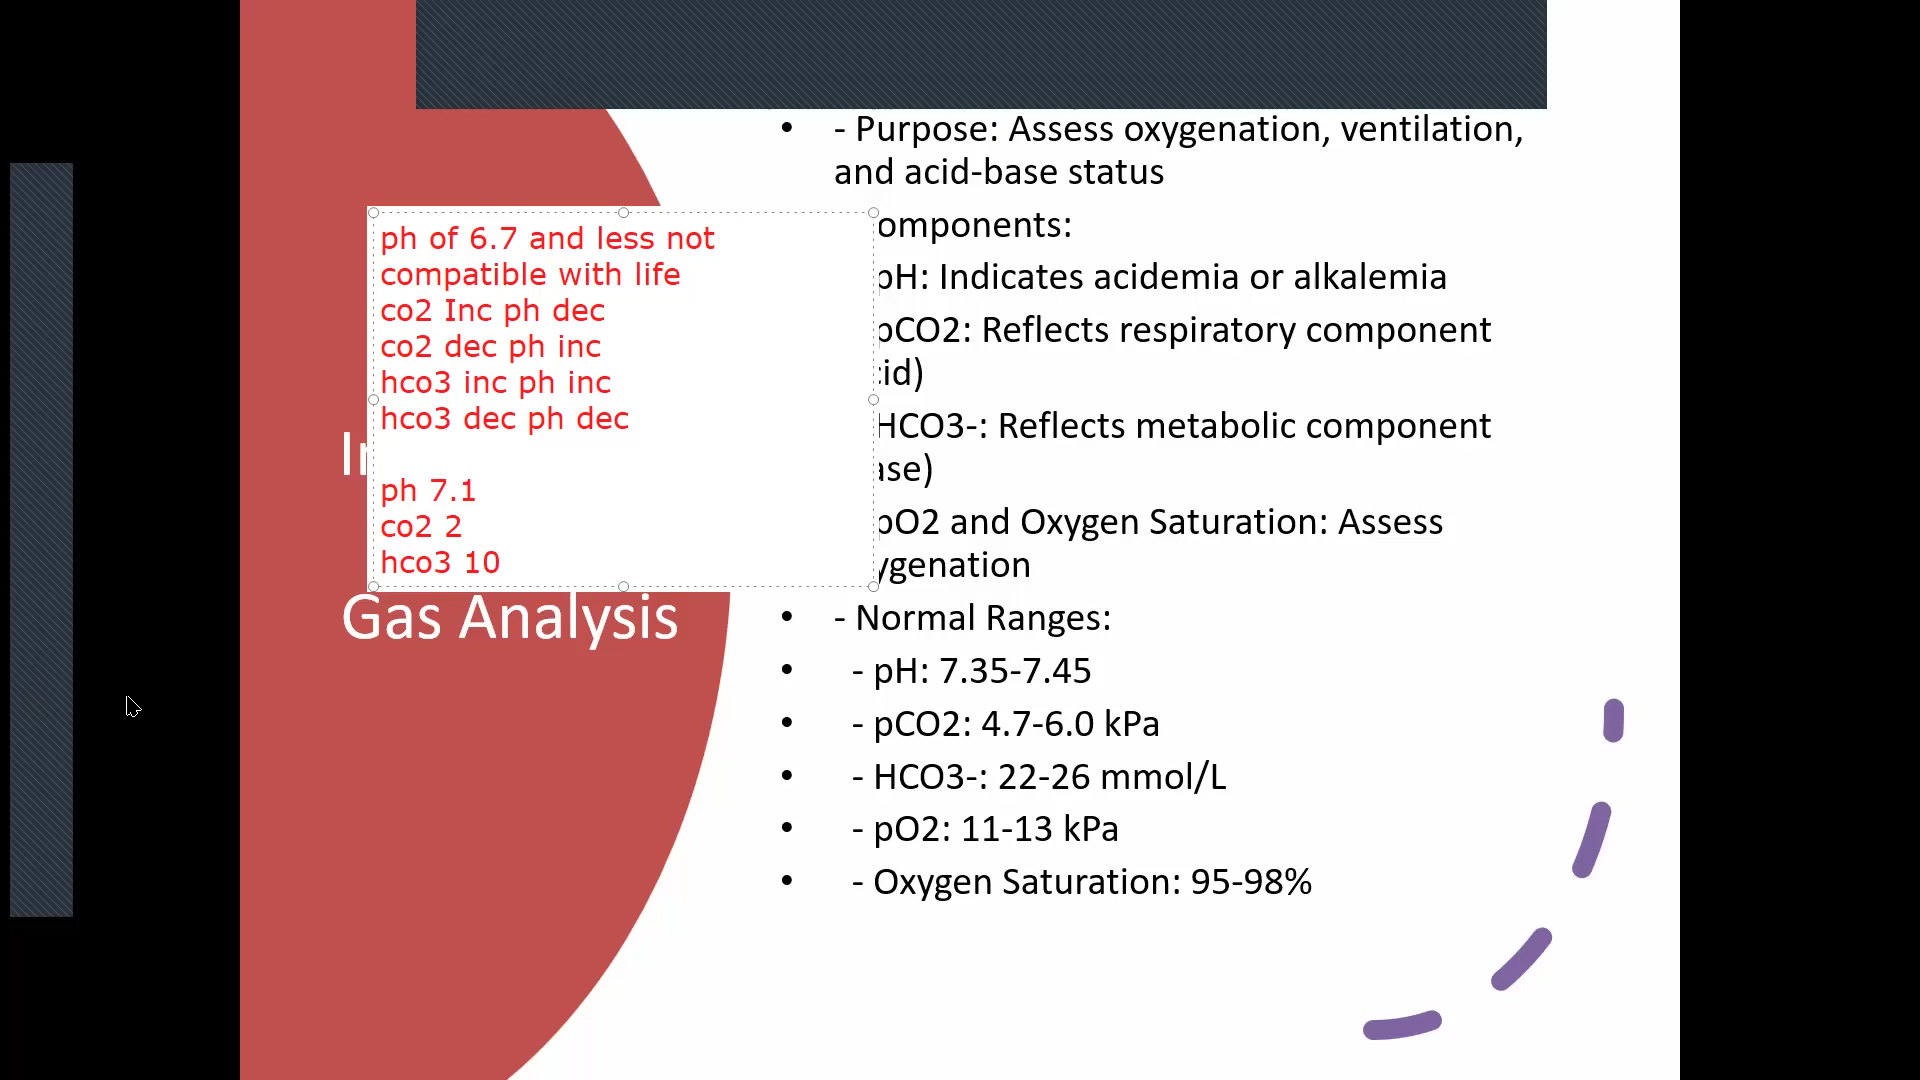 - Purpose: Assess oxygenation, ventilation,
and acid-base status
omponents:
pH: Indicates acidemia or alkalemia
pCO2: Reflects respiratory component
cid)
HCO3-: Reflects metabolic component
ase)
pO2 and Oxygen Saturation: Assess
ygenation
- Normal Ranges:
- pH: 7.35-7.45
- pCO2: 4.7-6.0 kPa
- HCO3-: 22-26 mmol/L
- pO2: 11-13 kPa
- Oxygen Saturation: 95-98%
ph of 6.7 and less not
compatible with life
co2 Inc ph dec
co2 dec ph inc
hco3 inc ph inc
hco3 dec ph dec
ph 7.1
co2 2
hco3 10
Gas Analysis